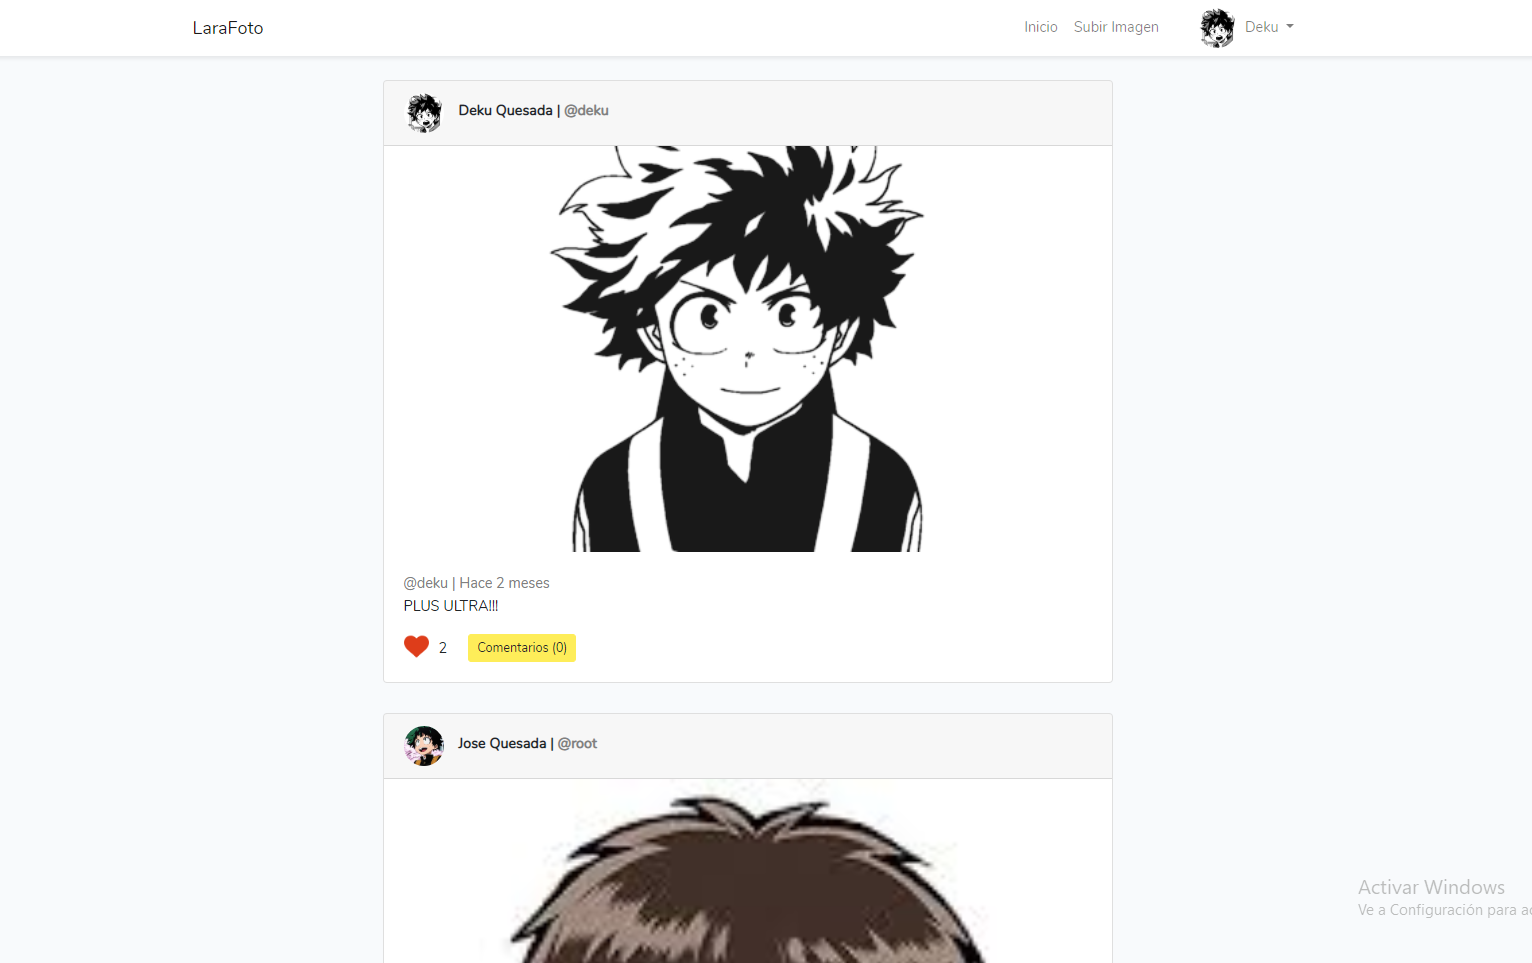 LaraFoto
Inicio Subir Imagen Deku
Deku Quesada | @deku
@deku | Hace 2 meses
PLUS ULTRA!!!
2 Comentarios (0)
Jose Quesada | @root
Activar Windows
Ve a Configuración para